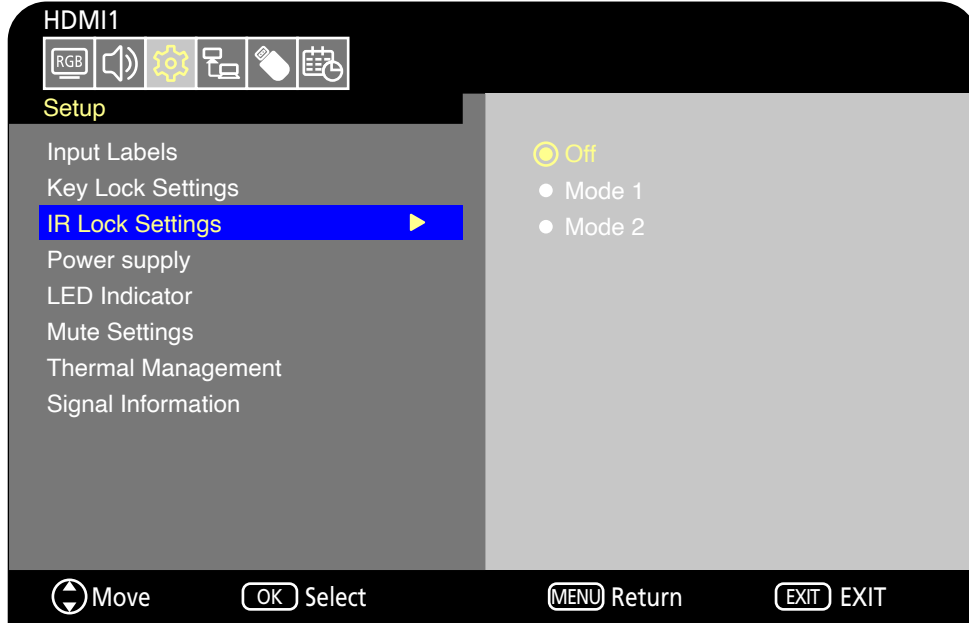 HDMI1
RGB
Setup
Input Labels
Key Lock Settings
IR Lock Settings
Power supply
LED Indicator
Mute Settings
Thermal Management
Signal Information
Off
Mode 1
Mode 2
Move OK Select MENU Return EXIT EXIT